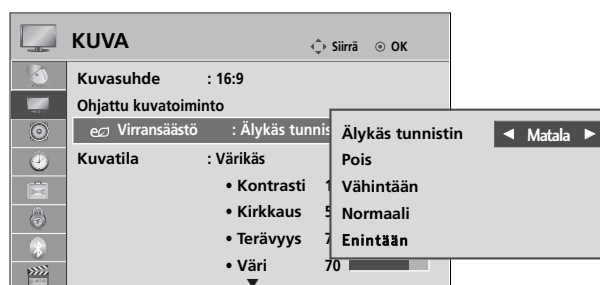 KUVA
Siirrä OK
Kuvasuhde : 16:9
Ohjattu kuvatoiminto
Virransäästö : Älykäs
Kuvatila : Värikäs
• Kontrasti
• Kirkkaus
• Terävyys
• Väri 70
Älykäs tunnistin ◄ Matala ►
Pois
Vähintään
Normaali
Enintään